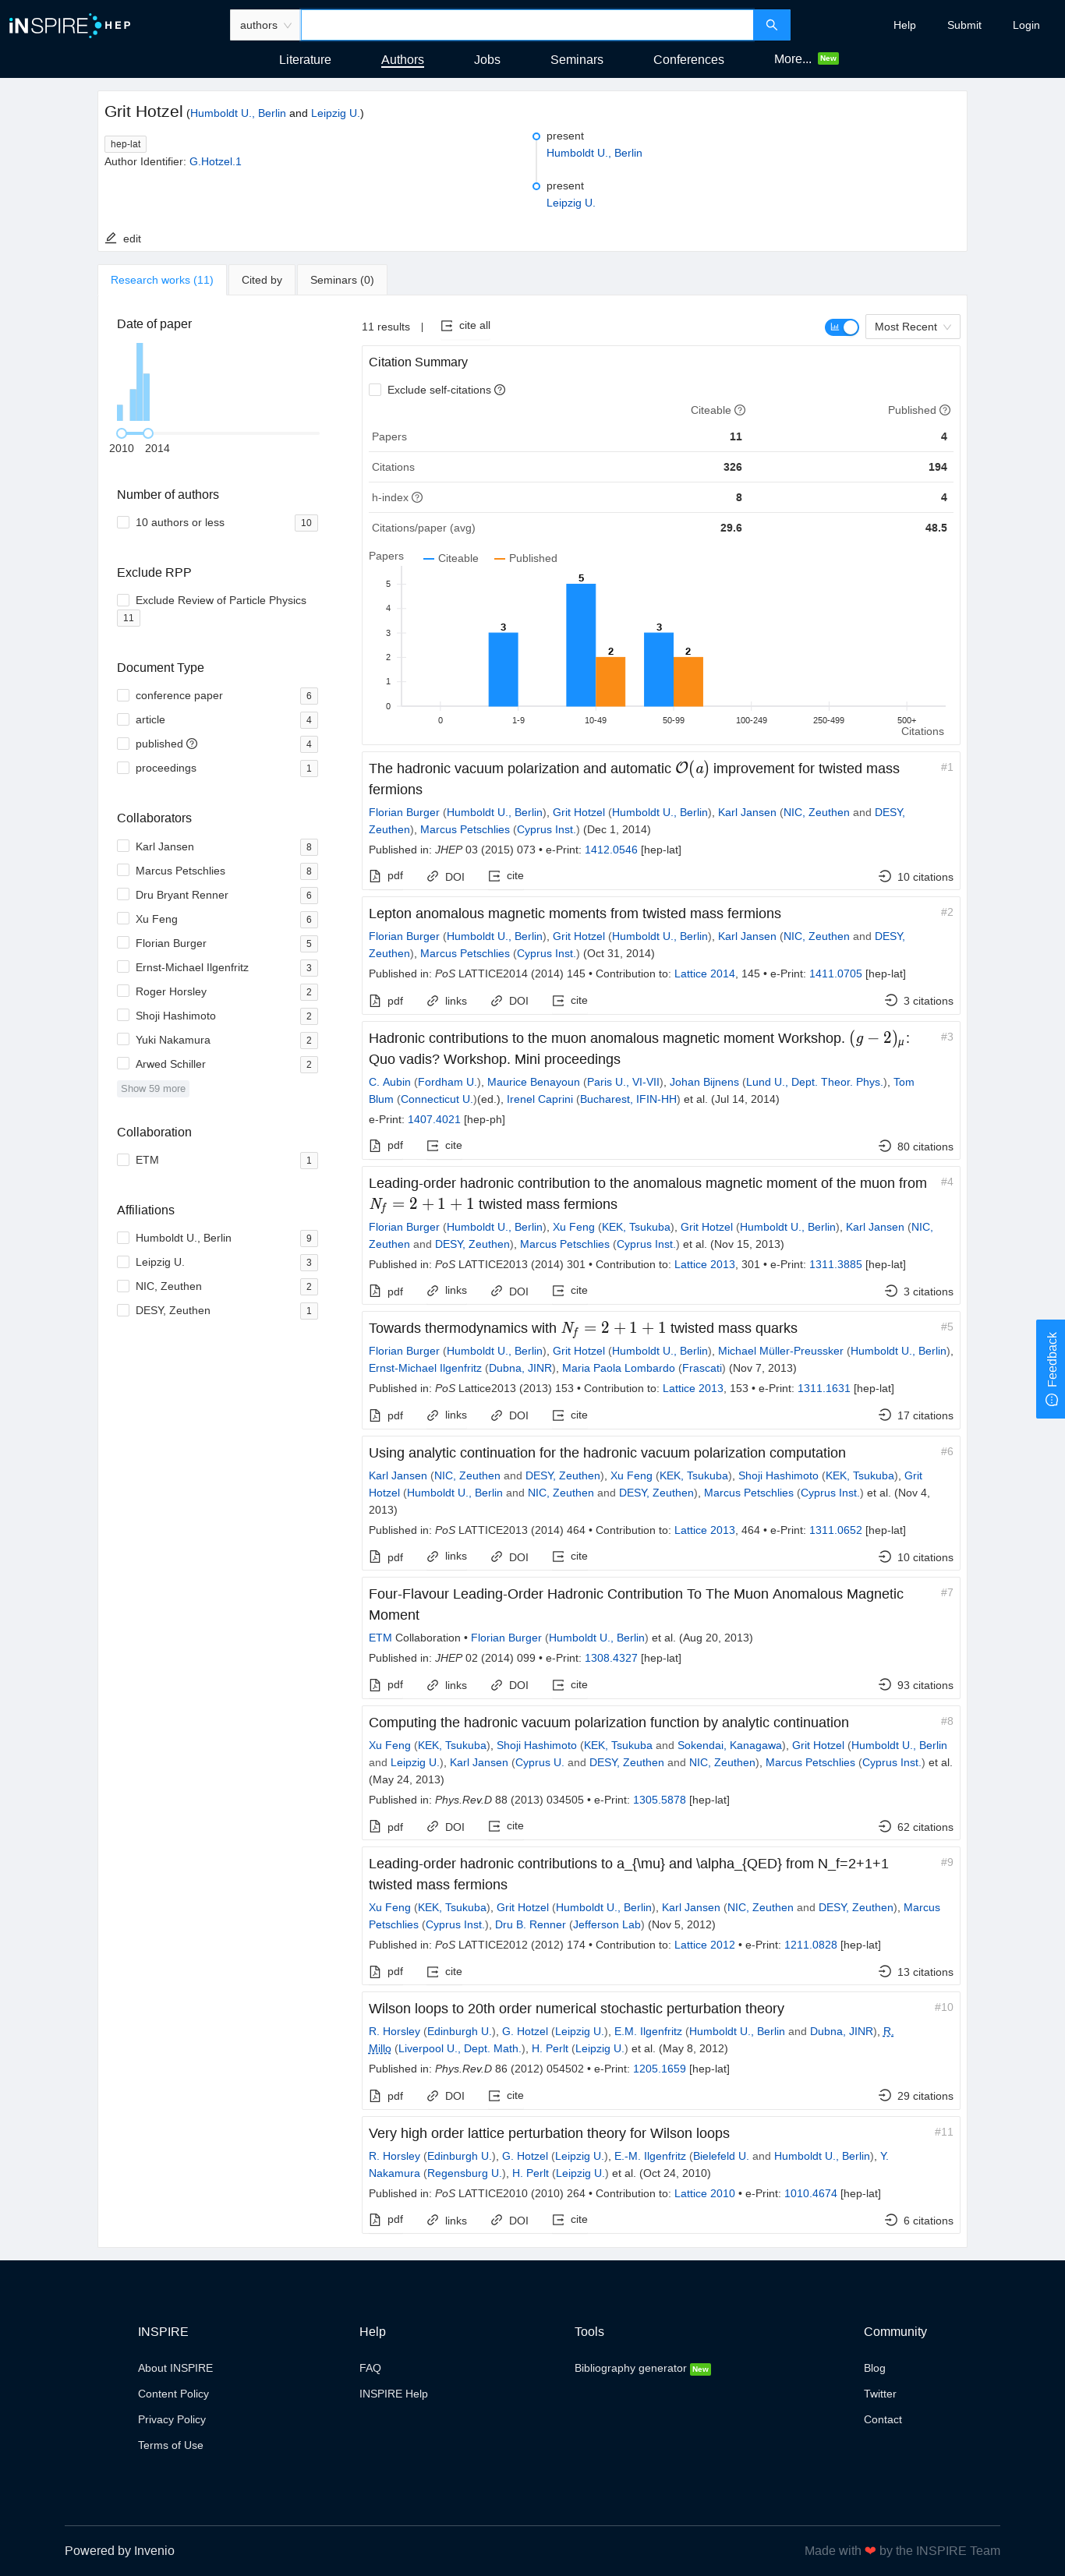 iNSPIRE HEP
authors
Help Submit Login
Literature Authors Jobs Seminars Conferences More... New
Grit Hotzel (Humboldt U., Berlin and Leipzig U.)
hep-lat
Author Identifier: G.Hotzel.1
present
Humboldt U., Berlin
present
Leipzig U.
edit
Research works (11) Cited by Seminars (0)
Date of paper
2010 2014
Number of authors
10 authors or less 10
Exclude RPP
Exclude Review of Particle Physics
11
Document Type
conference paper 6
article 4
published 4
proceedings 1
Collaborators
Karl Jansen 8
Marcus Petschlies 8
Dru Bryant Renner 6
Xu Feng 6
Florian Burger 5
Ernst-Michael Ilgenfritz 3
Roger Horsley 2
Shoji Hashimoto 2
Yuki Nakamura 2
Arwed Schiller 2
Show 59 more
Collaboration
ETM 1
Affiliations
Humboldt U., Berlin 9
Leipzig U. 3
NIC, Zeuthen 2
DESY, Zeuthen 1
11 results | cite all Most Recent
Citation Summary
Exclude self-citations
Citeable Published
Papers 11 4
Citations 326 194
h-index 8 4
Citations/paper (avg) 29.6 48.5
Papers Citeable Published
5
4
3
2
1
0
3 5 2 3 2
0 1-9 10-49 50-99 100-249 250-499 500+
Citations
The hadronic vacuum polarization and automatic 𝒪(a) improvement for twisted mass #1
fermions
Florian Burger (Humboldt U., Berlin), Grit Hotzel (Humboldt U., Berlin), Karl Jansen (NIC, Zeuthen and DESY,
Zeuthen), Marcus Petschlies (Cyprus Inst.) (Dec 1, 2014)
Published in: JHEP 03 (2015) 073 • e-Print: 1412.0546 [hep-lat]
pdf DOI cite 10 citations
Lepton anomalous magnetic moments from twisted mass fermions #2
Florian Burger (Humboldt U., Berlin), Grit Hotzel (Humboldt U., Berlin), Karl Jansen (NIC, Zeuthen and DESY,
Zeuthen), Marcus Petschlies (Cyprus Inst.) (Oct 31, 2014)
Published in: PoS LATTICE2014 (2014) 145 • Contribution to: Lattice 2014, 145 • e-Print: 1411.0705 [hep-lat]
pdf links DOI cite 3 citations
Hadronic contributions to the muon anomalous magnetic moment Workshop. (g − 2)μ: #3
Quo vadis? Workshop. Mini proceedings
C. Aubin (Fordham U.), Maurice Benayoun (Paris U., VI-VII), Johan Bijnens (Lund U., Dept. Theor. Phys.), Tom
Blum (Connecticut U.)(ed.), Irenel Caprini (Bucharest, IFIN-HH) et al. (Jul 14, 2014)
e-Print: 1407.4021 [hep-ph]
pdf cite 80 citations
Leading-order hadronic contribution to the anomalous magnetic moment of the muon from #4
Nf = 2 + 1 + 1 twisted mass fermions
Florian Burger (Humboldt U., Berlin), Xu Feng (KEK, Tsukuba), Grit Hotzel (Humboldt U., Berlin), Karl Jansen (NIC,
Zeuthen and DESY, Zeuthen), Marcus Petschlies (Cyprus Inst.) et al. (Nov 15, 2013)
Published in: PoS LATTICE2013 (2014) 301 • Contribution to: Lattice 2013, 301 • e-Print: 1311.3885 [hep-lat]
pdf links DOI cite 3 citations
Towards thermodynamics with Nf = 2 + 1 + 1 twisted mass quarks #5
Florian Burger (Humboldt U., Berlin), Grit Hotzel (Humboldt U., Berlin), Michael Müller-Preussker (Humboldt U., Berlin),
Ernst-Michael Ilgenfritz (Dubna, JINR), Maria Paola Lombardo (Frascati) (Nov 7, 2013)
Published in: PoS Lattice2013 (2013) 153 • Contribution to: Lattice 2013, 153 • e-Print: 1311.1631 [hep-lat]
pdf links DOI cite 17 citations
Using analytic continuation for the hadronic vacuum polarization computation #6
Karl Jansen (NIC, Zeuthen and DESY, Zeuthen), Xu Feng (KEK, Tsukuba), Shoji Hashimoto (KEK, Tsukuba), Grit
Hotzel (Humboldt U., Berlin and NIC, Zeuthen and DESY, Zeuthen), Marcus Petschlies (Cyprus Inst.) et al. (Nov 4,
2013)
Published in: PoS LATTICE2013 (2014) 464 • Contribution to: Lattice 2013, 464 • e-Print: 1311.0652 [hep-lat]
pdf links DOI cite 10 citations
Four-Flavour Leading-Order Hadronic Contribution To The Muon Anomalous Magnetic #7
Moment
ETM Collaboration • Florian Burger (Humboldt U., Berlin) et al. (Aug 20, 2013)
Published in: JHEP 02 (2014) 099 • e-Print: 1308.4327 [hep-lat]
pdf links DOI cite 93 citations
Computing the hadronic vacuum polarization function by analytic continuation #8
Xu Feng (KEK, Tsukuba), Shoji Hashimoto (KEK, Tsukuba and Sokendai, Kanagawa), Grit Hotzel (Humboldt U., Berlin
and Leipzig U.), Karl Jansen (Cyprus U. and DESY, Zeuthen and NIC, Zeuthen), Marcus Petschlies (Cyprus Inst.) et al.
(May 24, 2013)
Published in: Phys.Rev.D 88 (2013) 034505 • e-Print: 1305.5878 [hep-lat]
pdf DOI cite 62 citations
Leading-order hadronic contributions to a_{\mu} and \alpha_{QED} from N_f=2+1+1 #9
twisted mass fermions
Xu Feng (KEK, Tsukuba), Grit Hotzel (Humboldt U., Berlin), Karl Jansen (NIC, Zeuthen and DESY, Zeuthen), Marcus
Petschlies (Cyprus Inst.), Dru B. Renner (Jefferson Lab) (Nov 5, 2012)
Published in: PoS LATTICE2012 (2012) 174 • Contribution to: Lattice 2012 • e-Print: 1211.0828 [hep-lat]
pdf cite 13 citations
Wilson loops to 20th order numerical stochastic perturbation theory #10
R. Horsley (Edinburgh U.), G. Hotzel (Leipzig U.), E.M. Ilgenfritz (Humboldt U., Berlin and Dubna, JINR), R.
Millo (Liverpool U., Dept. Math.), H. Perlt (Leipzig U.) et al. (May 8, 2012)
Published in: Phys.Rev.D 86 (2012) 054502 • e-Print: 1205.1659 [hep-lat]
pdf DOI cite 29 citations
Very high order lattice perturbation theory for Wilson loops #11
R. Horsley (Edinburgh U.), G. Hotzel (Leipzig U.), E.-M. Ilgenfritz (Bielefeld U. and Humboldt U., Berlin), Y.
Nakamura (Regensburg U.), H. Perlt (Leipzig U.) et al. (Oct 24, 2010)
Published in: PoS LATTICE2010 (2010) 264 • Contribution to: Lattice 2010 • e-Print: 1010.4674 [hep-lat]
pdf links DOI cite 6 citations
Feedback
INSPIRE Help Tools Community
About INSPIRE FAQ Bibliography generator New Blog
Content Policy INSPIRE Help Twitter
Privacy Policy Contact
Terms of Use
Powered by Invenio Made with ❤ by the INSPIRE Team